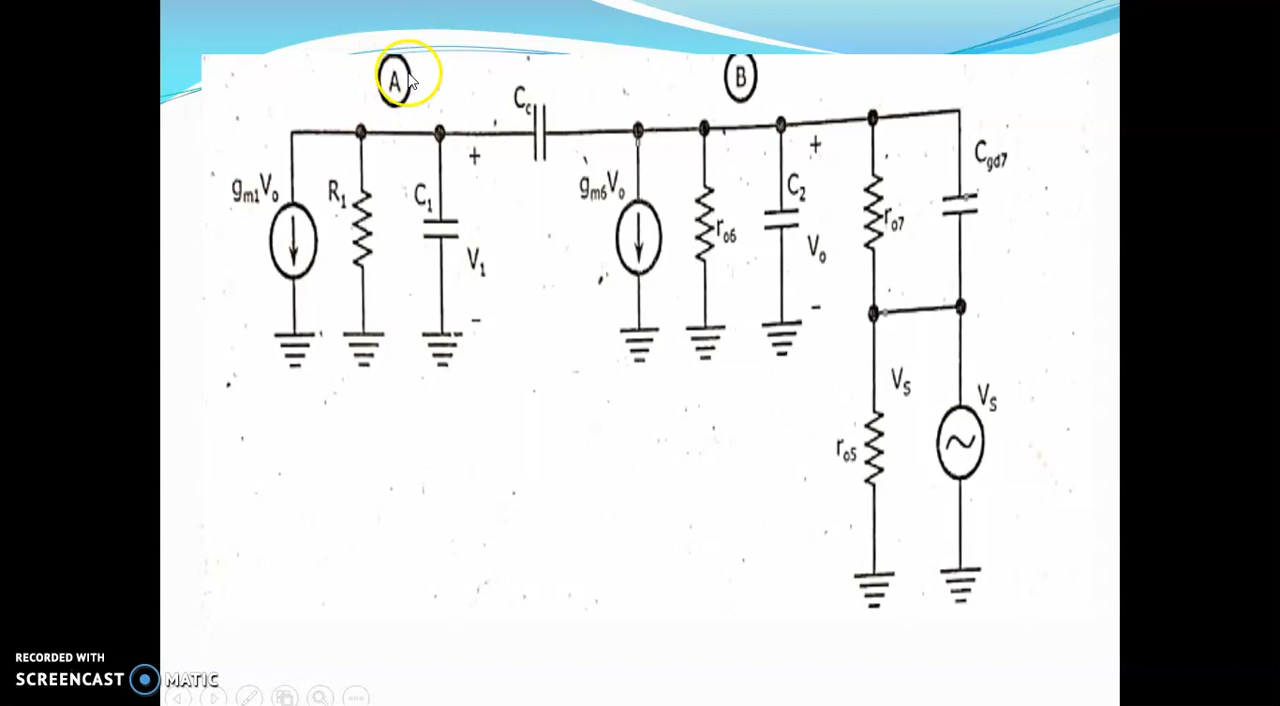 A
B
Cc
+
+
Cgd7
gm1Vo
R1
C1
gm6Vo
C2
ro6
ro7
V1
Vo
-
-
VS
VS
ro5
RECORDED WITH
SCREENCAST MATIC